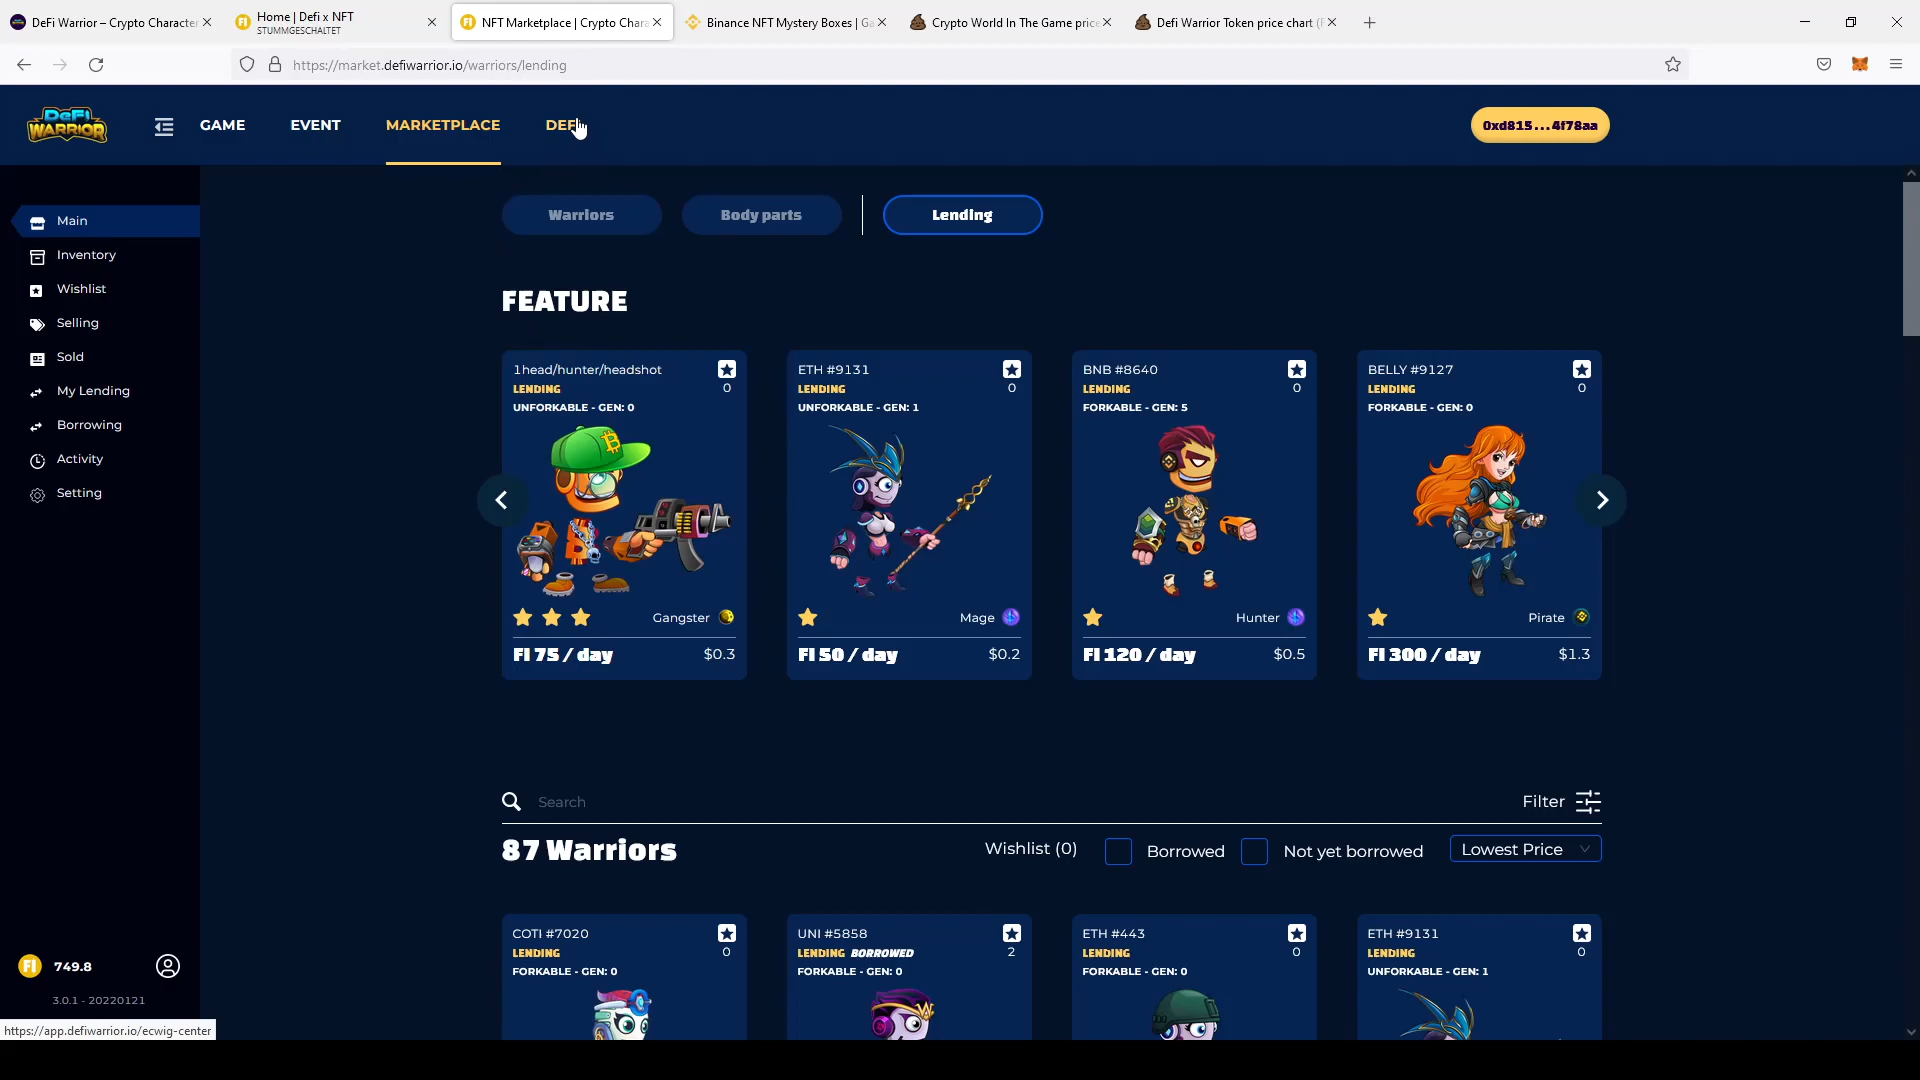 DeFi Warrior – Crypto Character
Home | Defi x NFT
STUMMGESCHALTET
NFT Marketplace | Crypto Chara
Binance NFT Mystery Boxes | Ga
Crypto World In The Game price
Defi Warrior Token price chart (F
https://market.defiwarrior.io/warriors/lending
DeFi
WARRIOR
GAME
EVENT
MARKETPLACE
DEFI
0xd815...4f78aa
Main
Inventory
Wishlist
Selling
Sold
My Lending
Borrowing
Activity
Setting
FI 749.8
3.0.1 - 20220121
https://app.defiwarrior.io/ecwig-center
Warriors
Body parts
Lending
FEATURE
1head/hunter/headshot
LENDING
0
UNFORKABLE - GEN: 0
Gangster
FI 75 / day
$0.3
ETH #9131
LENDING
0
UNFORKABLE - GEN: 1
Mage
FI 50 / day
$0.2
BNB #8640
LENDING
0
FORKABLE - GEN: 5
Hunter
FI 120 / day
$0.5
BELLY #9127
LENDING
0
FORKABLE - GEN: 0
Pirate
FI 300 / day
$1.3
Search
Filter
87 Warriors
Wishlist (0)
Borrowed
Not yet borrowed
Lowest Price
COTI #7020
LENDING
0
FORKABLE - GEN: 0
UNI #5858
LENDING BORROWED
2
FORKABLE - GEN: 0
ETH #443
LENDING
0
FORKABLE - GEN: 0
ETH #9131
LENDING
0
UNFORKABLE - GEN: 1